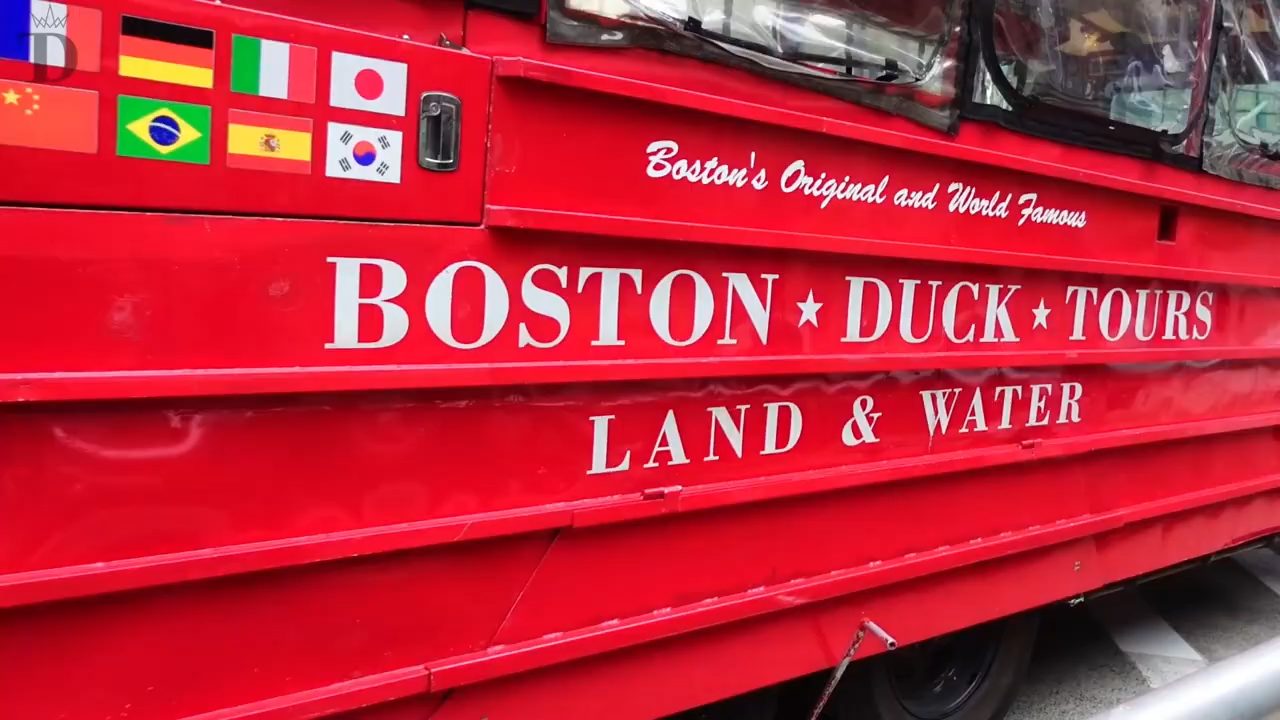 D
Boston's Original and World Famous
BOSTON ★ DUCK ★ TOURS
LAND & WATER